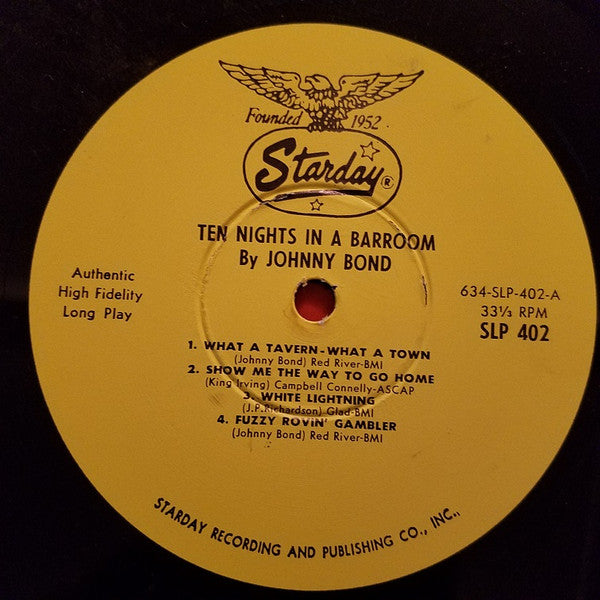 Founded 1952
Starday ®
TEN NIGHTS IN A BARROOM
By JOHNNY BOND
Authentic
High Fidelity
Long Play
634-SLP-402-A
33⅓ RPM
SLP 402
1. WHAT A TAVERN-WHAT A TOWN
(Johnny Bond) Red River-BMI
2. SHOW ME THE WAY TO GO HOME
(King Irving) Campbell Connelly-ASCAP
3. WHITE LIGHTNING
(J.P. Richardson) Glad-BMI
4. FUZZY ROVIN' GAMBLER
(Johnny Bond) Red River-BMI
STARDAY RECORDING AND PUBLISHING CO., INC.,